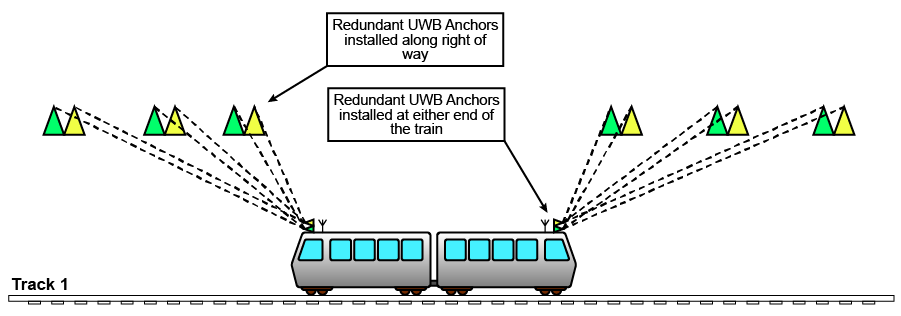 Redundant UWB Anchors
installed along right of
way
Redundant UWB Anchors
installed at either end of
the train
Track 1